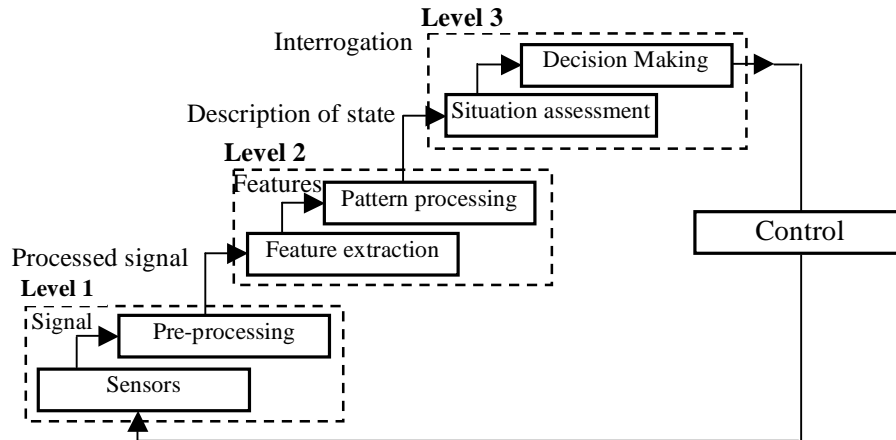 Level 3
Interrogation
Decision Making
Description of state
Situation assessment
Level 2
Features
Pattern processing
Control
Processed signal
Feature extraction
Level 1
Signal
Pre-processing
Sensors